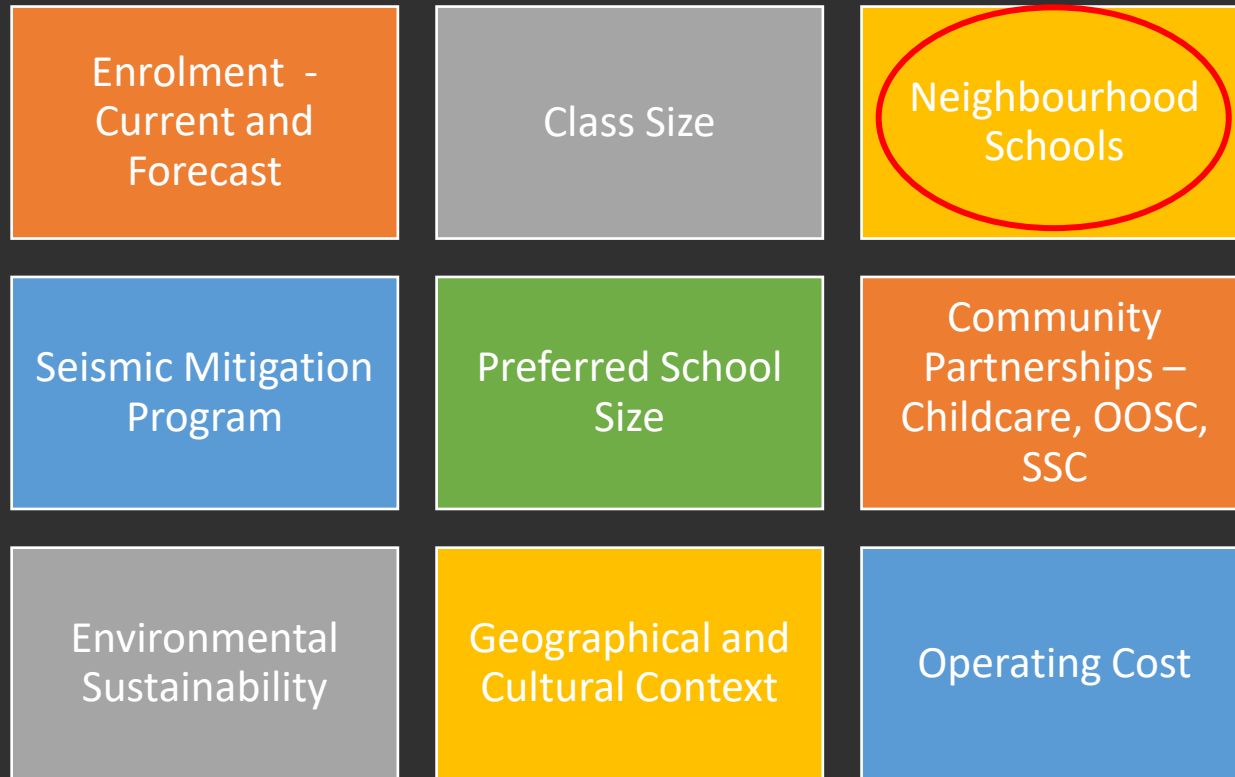 Enrolment -
Current and
Forecast
Class Size
Neighbourhood
Schools
Seismic Mitigation
Program
Preferred School
Size
Community
Partnerships –
Childcare, OOSC,
SSC
Environmental
Sustainability
Geographical and
Cultural Context
Operating Cost